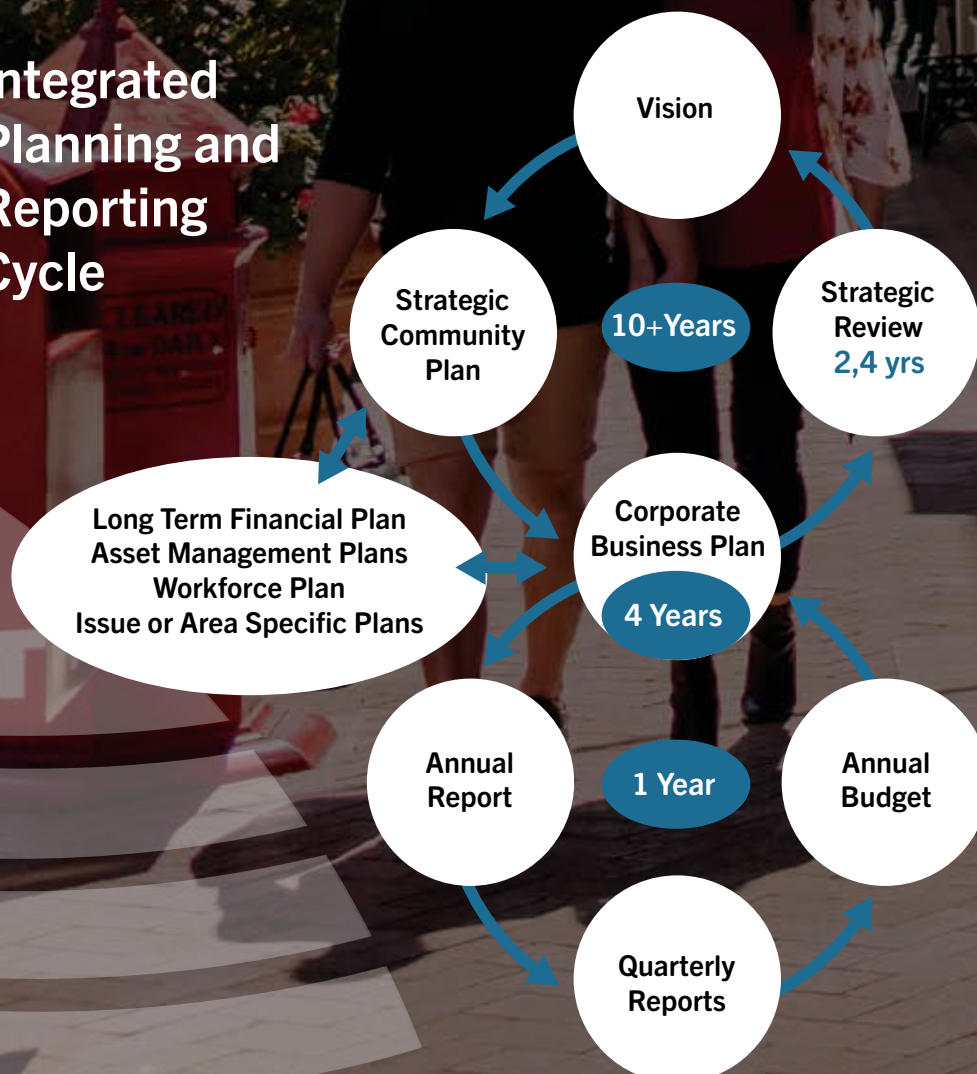 ntegrated
Planning and
Reporting
Cycle
Vision
Strategic
Community
Plan
10+Years
Strategic
Review
2,4 yrs
Long Term Financial Plan
Asset Management Plans
Workforce Plan
Issue or Area Specific Plans
Corporate
Business Plan
4 Years
Annual
Report
1 Year
Annual
Budget
Quarterly
Reports
CLEARED
DAILY